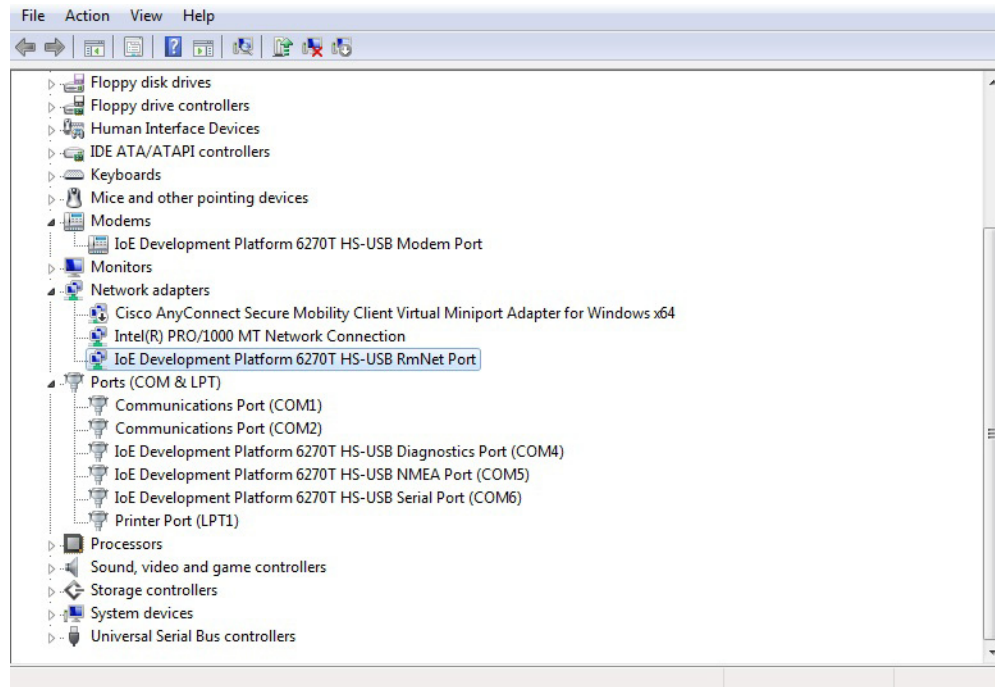 File Action View Help
Floppy disk drives
Floppy drive controllers
Human Interface Devices
IDE ATA/ATAPI controllers
Keyboards
Mice and other pointing devices
Modems
IoE Development Platform 6270T HS-USB Modem Port
Monitors
Network adapters
Cisco AnyConnect Secure Mobility Client Virtual Miniport Adapter for Windows x64
Intel(R) PRO/1000 MT Network Connection
IoE Development Platform 6270T HS-USB RmNet Port
Ports (COM & LPT)
Communications Port (COM1)
Communications Port (COM2)
IoE Development Platform 6270T HS-USB Diagnostics Port (COM4)
IoE Development Platform 6270T HS-USB NMEA Port (COM5)
IoE Development Platform 6270T HS-USB Serial Port (COM6)
Printer Port (LPT1)
Processors
Sound, video and game controllers
Storage controllers
System devices
Universal Serial Bus controllers